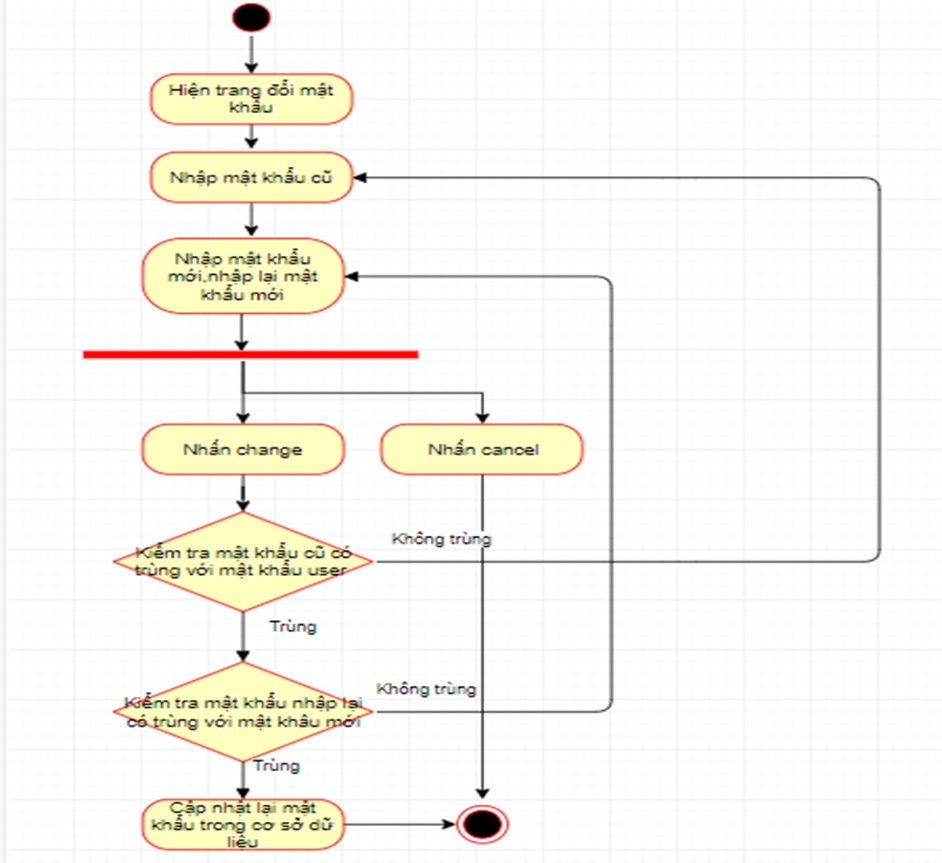 Hiện trang đổi mật
khẩu
Nhập mật khẩu cũ
Nhập mật khẩu
mới,nhập lại mật
khẩu mới
Nhấn change
Nhấn cancel
Không trùng
Kiểm tra mật khẩu cũ có
trùng với mật khẩu user
Trùng
Không trùng
Kiểm tra mật khẩu nhập lại
có trùng với mật khẩu mới
Trùng
Cập nhật lại mật
khẩu trong cơ sở dữ
liệu